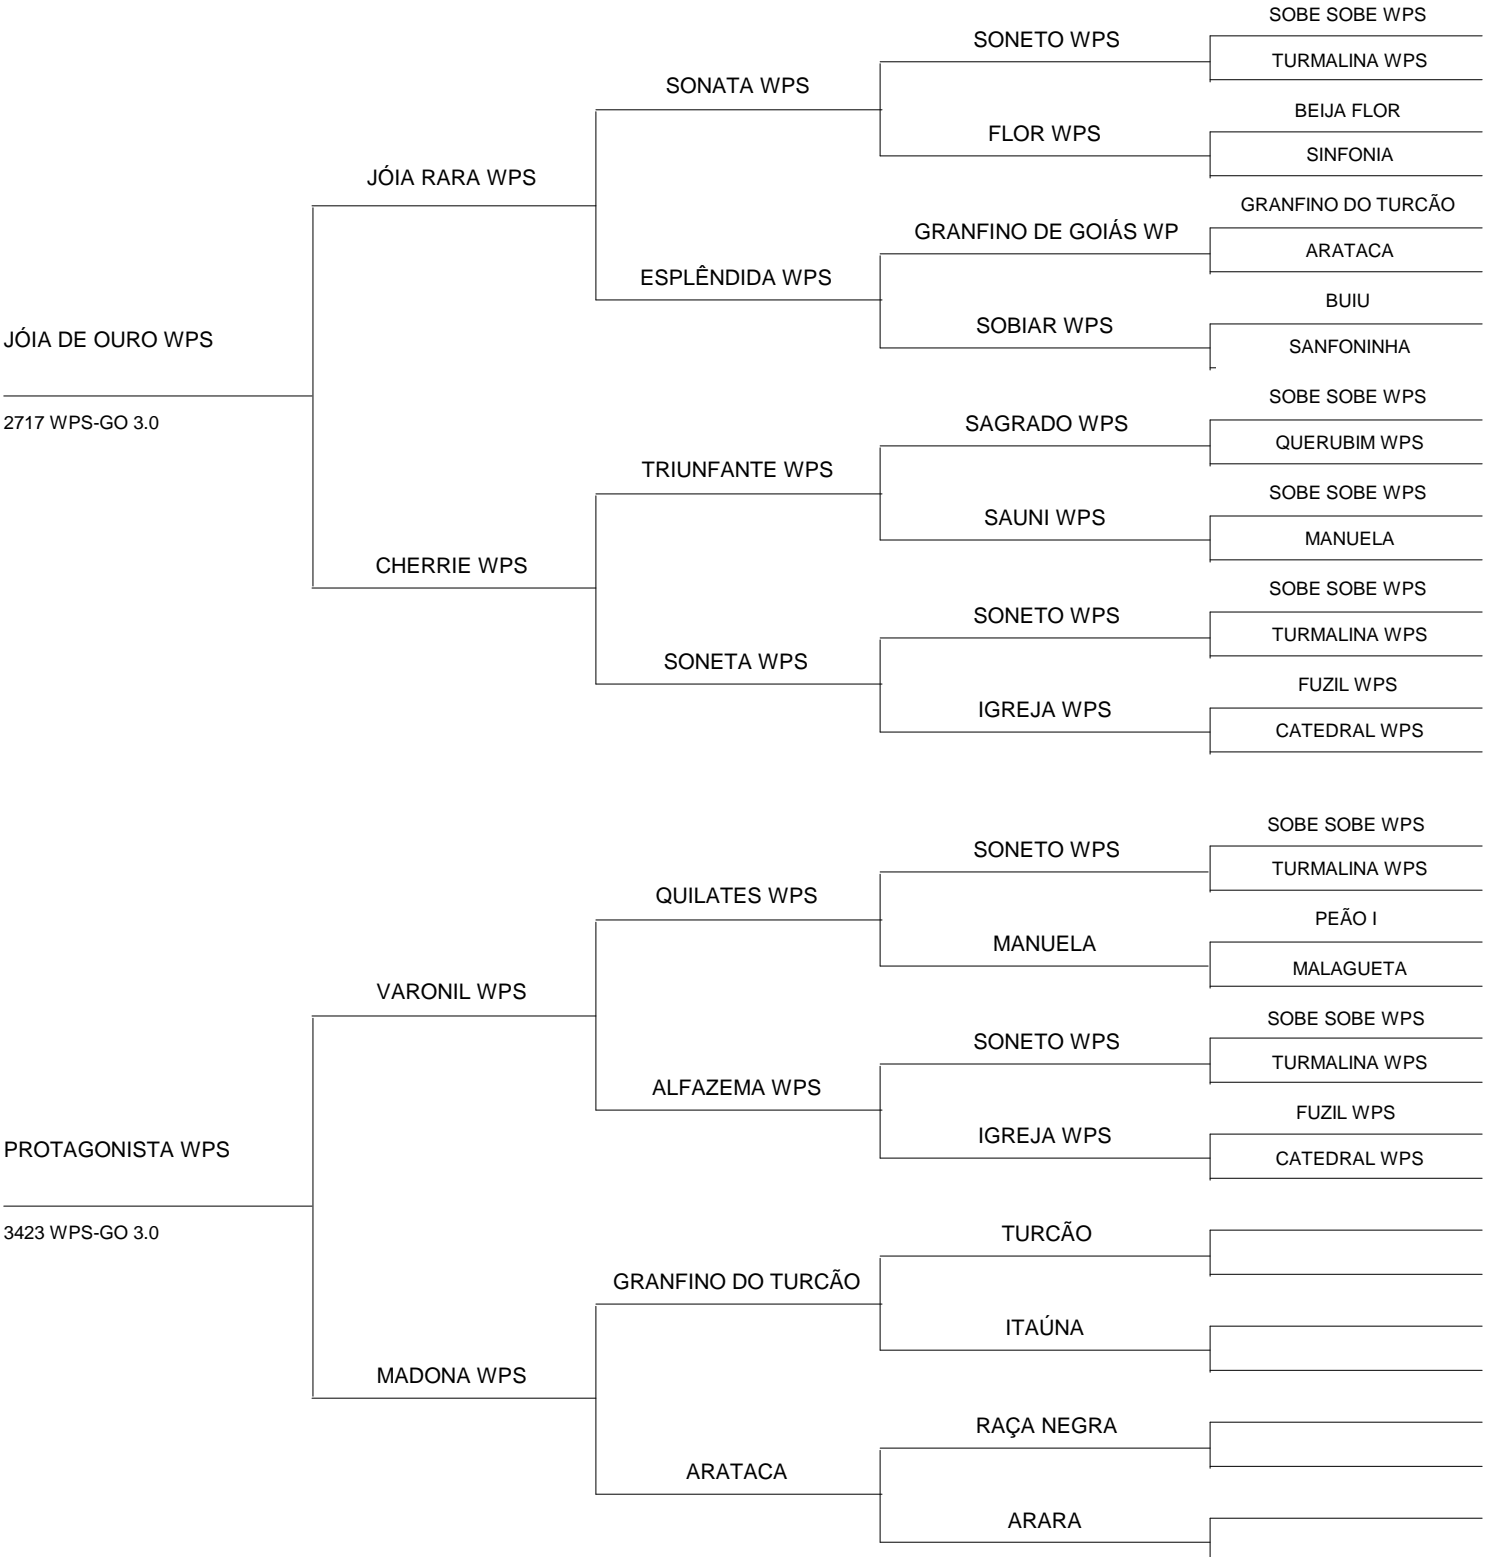 SOBE SOBE WPS
SONETO WPS
TURMALINA WPS
SONATA WPS
BEIJA FLOR
FLOR WPS
SINFONIA
JÓIA RARA WPS
GRANFINO DO TURCÃO
GRANFINO DE GOIÁS WP
ARATACA
ESPLÊNDIDA WPS
BUIU
SOBIAR WPS
SANFONINHA
JÓIA DE OURO WPS
2717 WPS-GO 3.0
SOBE SOBE WPS
SAGRADO WPS
QUERUBIM WPS
TRIUNFANTE WPS
SOBE SOBE WPS
SAUNI WPS
MANUELA
CHERRIE WPS
SOBE SOBE WPS
SONETO WPS
TURMALINA WPS
SONETA WPS
FUZIL WPS
IGREJA WPS
CATEDRAL WPS
SOBE SOBE WPS
SONETO WPS
TURMALINA WPS
QUILATES WPS
PEÃO I
MANUELA
MALAGUETA
VARONIL WPS
SOBE SOBE WPS
SONETO WPS
TURMALINA WPS
ALFAZEMA WPS
FUZIL WPS
IGREJA WPS
CATEDRAL WPS
PROTAGONISTA WPS
3423 WPS-GO 3.0
TURCÃO
GRANFINO DO TURCÃO
ITAÚNA
MADONA WPS
RAÇA NEGRA
ARATACA
ARARA